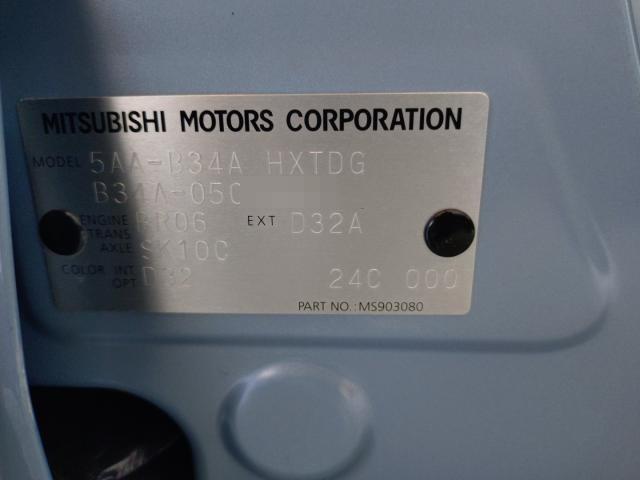 MITSUBISHI MOTORS CORPORATION
MODEL 5AA-B34A HXTDG
B34A-050
ENGINE BR06 EXT D32A
TRANS
AXLE SK10C
COLOR INT D32 24C 000
OPT
PART NO.: MS903080